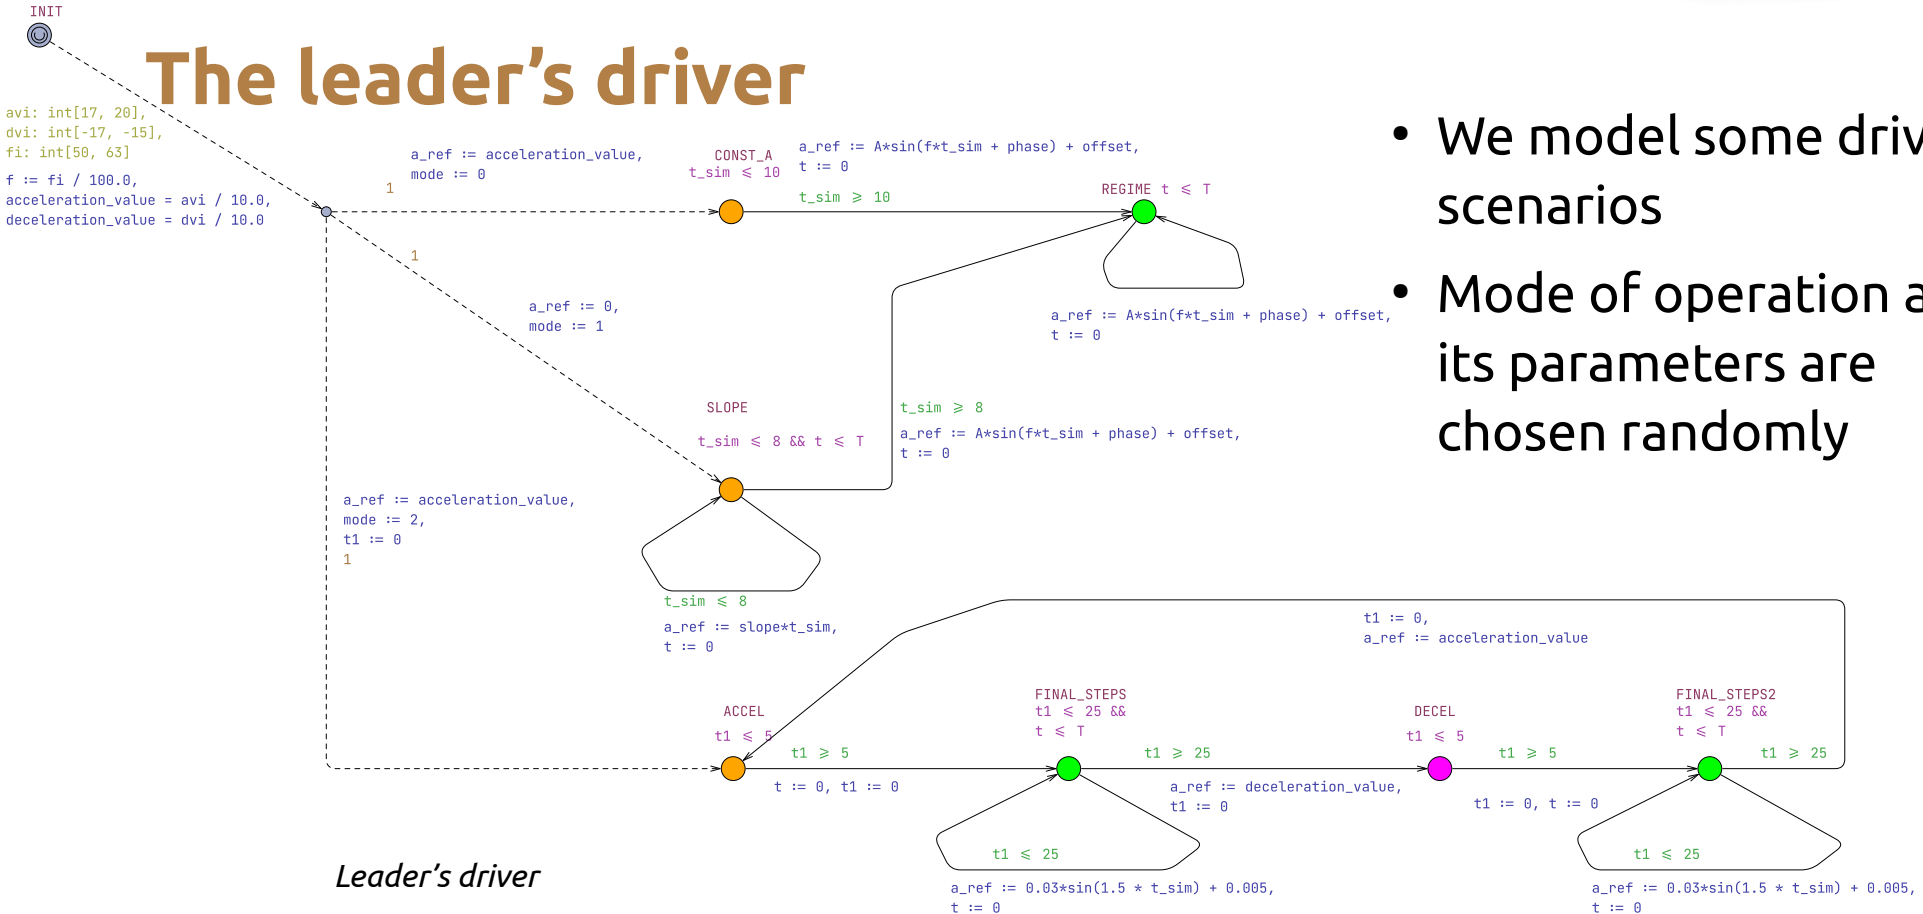 INIT
The leader’s driver
avi: int[17, 20],
dvi: int[-17, -15],
fi: int[50, 63]
f := fi / 100.0,
acceleration_value = avi / 10.0,
deceleration_value = dvi / 10.0
a_ref := acceleration_value,
mode := 0
1
CONST_A
t_sim ⩽ 10
a_ref := A*sin(f*t_sim + phase) + offset,
t := 0
t_sim ⩾ 10
REGIME t ⩽ T
a_ref := A*sin(f*t_sim + phase) + offset,
t := 0
1
a_ref := 0,
mode := 1
SLOPE
t_sim ⩽ 8 && t ⩽ T
t_sim ⩾ 8
a_ref := A*sin(f*t_sim + phase) + offset,
t := 0
t_sim ⩽ 8
a_ref := slope*t_sim,
t := 0
a_ref := acceleration_value,
mode := 2,
t1 := 0
1
t1 := 0,
a_ref := acceleration_value
ACCEL
t1 ⩽ 5
t1 ⩾ 5
t := 0, t1 := 0
FINAL_STEPS
t1 ⩽ 25 &&
t ⩽ T
t1 ⩾ 25
a_ref := deceleration_value,
t1 := 0
t1 ⩽ 25
a_ref := 0.03*sin(1.5 * t_sim) + 0.005,
t := 0
DECEL
t1 ⩽ 5
t1 ⩾ 5
t1 := 0, t := 0
FINAL_STEPS2
t1 ⩽ 25 &&
t ⩽ T
t1 ⩾ 25
t1 ⩽ 25
a_ref := 0.03*sin(1.5 * t_sim) + 0.005,
t := 0
Leader’s driver
• We model some driv
scenarios
• Mode of operation a
its parameters are
chosen randomly